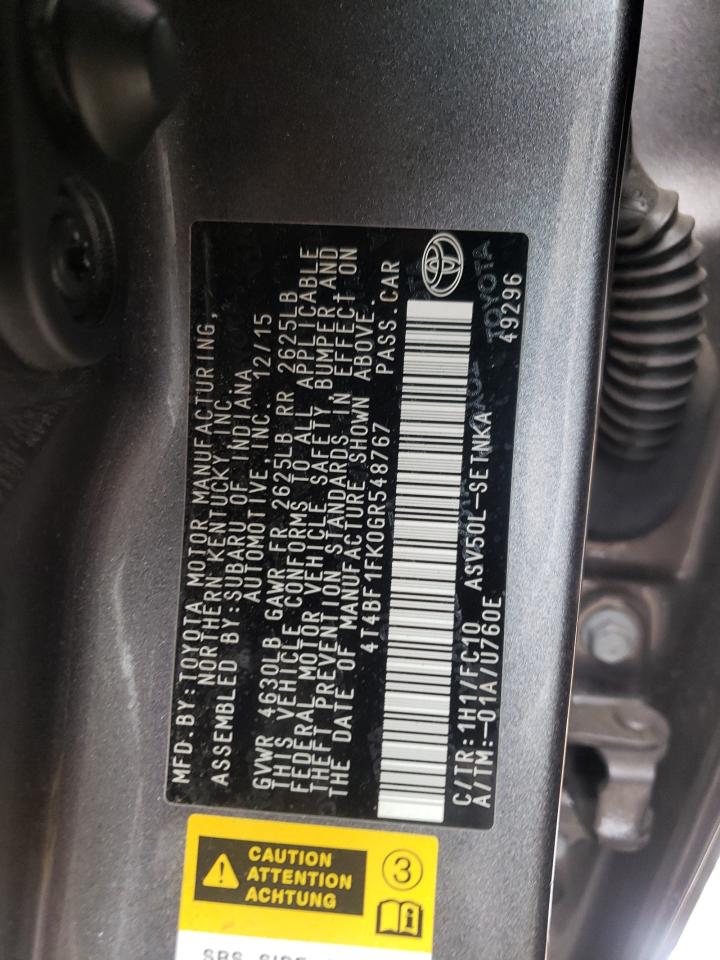 MFD.BY:TOYOTA MOTOR MANUFACTURING,
NORTHERN KENTUCKY,INC.
ASSEMBLED BY:SUBARU OF INDIANA
AUTOMOTIVE,INC. 12/15
GVWR 4630LB GAWR FR 2625LB RR 2625LB
THIS VEHICLE CONFORMS TO ALL APPLICABLE
FEDERAL MOTOR VEHICLE SAFETY, BUMPER,AND
THEFT PREVENTION STANDARDS IN EFFECT ON
THE DATE OF MANUFACTURE SHOWN ABOVE.
4T4BF1FK0GR548767 PASS.CAR
C/TR:1H17/FC10 ASV50L-SETNKA
A/TM:-01A/U760E 49296
TOYOTA
CAUTION
ATTENTION
ACHTUNG
3
SRS SIDE